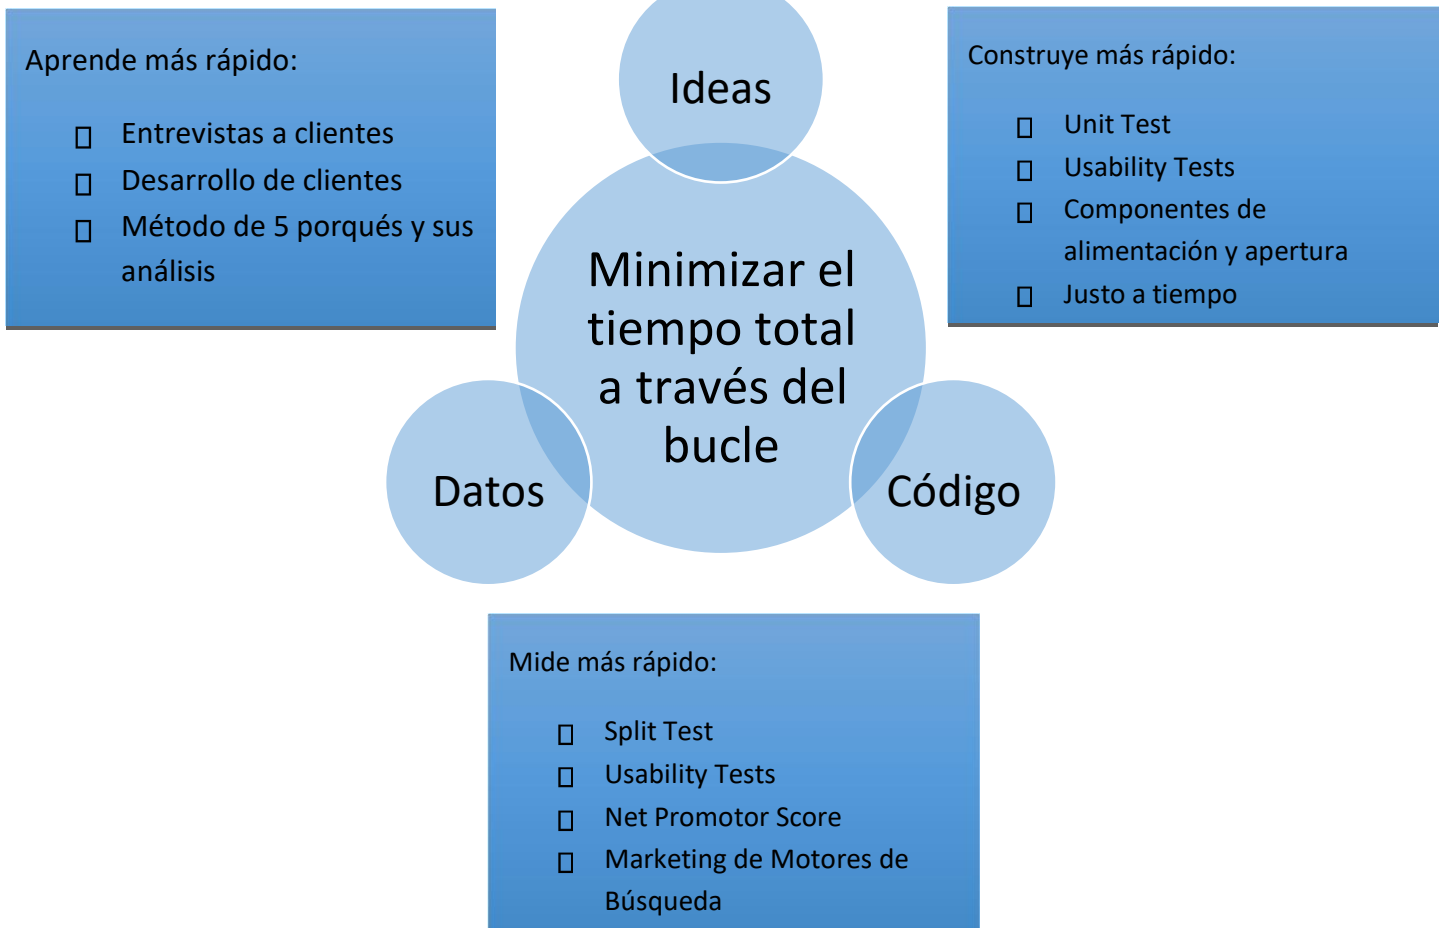 Aprende más rápido:
Entrevistas a clientes
Desarrollo de clientes
Método de 5 porqués y sus
análisis
Ideas
Construye más rápido:
Unit Test
Usability Tests
Componentes de
alimentación y apertura
Justo a tiempo
Minimizar el
tiempo total
a través del
bucle
Datos
Código
Mide más rápido:
Split Test
Usability Tests
Net Promotor Score
Marketing de Motores de
Búsqueda